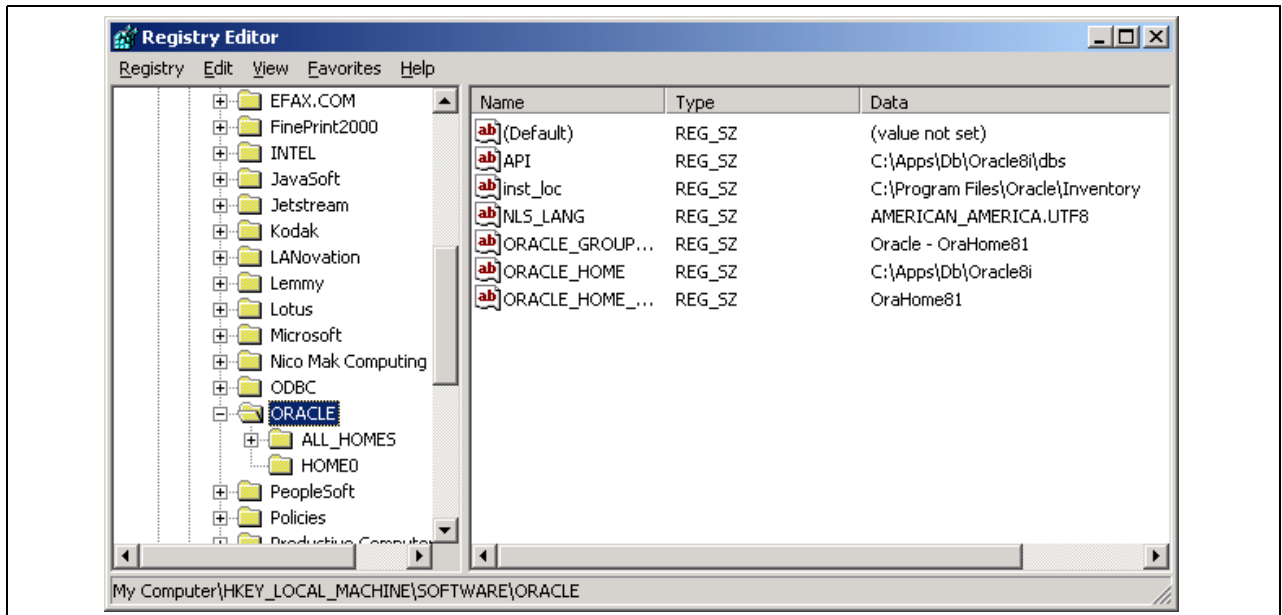 Registry Editor
Registry Edit View Favorites Help
EFAX.COM
FinePrint2000
INTEL
JavaSoft
Jetstream
Kodak
LANovation
Lemmy
Lotus
Microsoft
Nico Mak Computing
ODBC
ORACLE
ALL_HOMES
HOME0
PeopleSoft
Policies
Name Type Data
(Default) REG_SZ (value not set)
API REG_SZ C:\Apps\Db\Oracle8i\dbs
inst_loc REG_SZ C:\Program Files\Oracle\Inventory
NLS_LANG REG_SZ AMERICAN_AMERICA.UTF8
ORACLE_GROUP... REG_SZ Oracle - OraHome81
ORACLE_HOME REG_SZ C:\Apps\Db\Oracle8i
ORACLE_HOME_... REG_SZ OraHome81
My Computer\HKEY_LOCAL_MACHINE\SOFTWARE\ORACLE